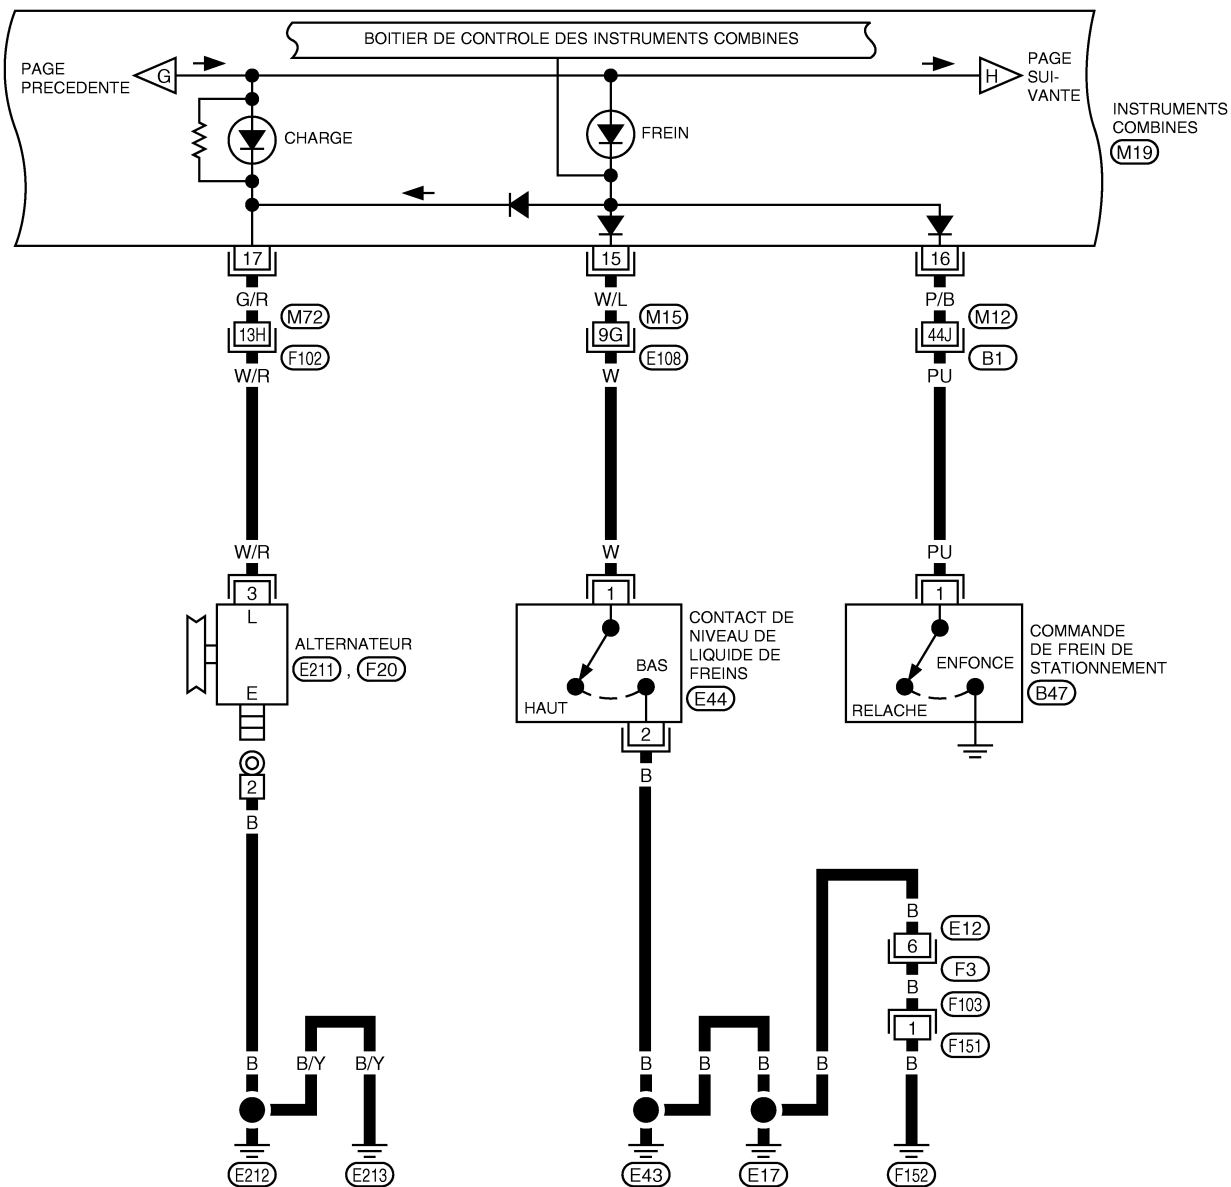 BOITIER DE CONTROLE DES INSTRUMENTS COMBINES
PAGE
PRECEDENTE
G
H
PAGE
SUI-
VANTE
INSTRUMENTS
COMBINES
M19
CHARGE
FREIN
17
15
16
G/R
W/L
P/B
M72
M15
M12
13H
9G
44J
F102
E108
B1
W/R
W
PU
W/R
W
PU
3
1
1
L
ALTERNATEUR
E211 , F20
E
CONTACT DE
NIVEAU DE
LIQUIDE DE
FREINS
E44
BAS
HAUT
COMMANDE
DE FREIN DE
STATIONNEMENT
B47
ENFONCE
RELACHE
2
B
2
B
B
E12
6
F3
B
F103
1
F151
B
B/Y
B/Y
B
B
B
B
B
E212
E213
E43
E17
F152